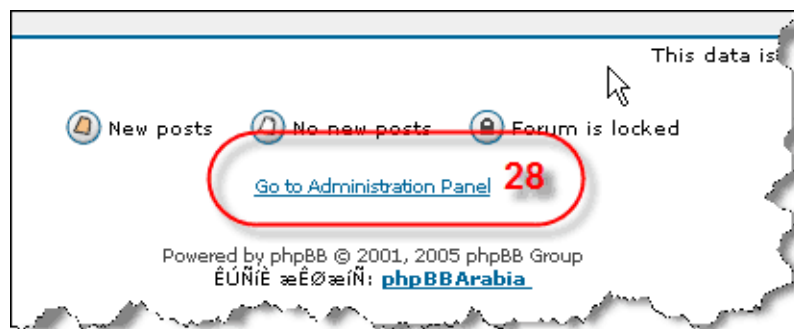 This data is
New posts No new posts Forum is locked
Go to Administration Panel 28
Powered by phpBB © 2001, 2005 phpBB Group
ÊÚÑíÈ æÊØæíÑ: phpBBArabia